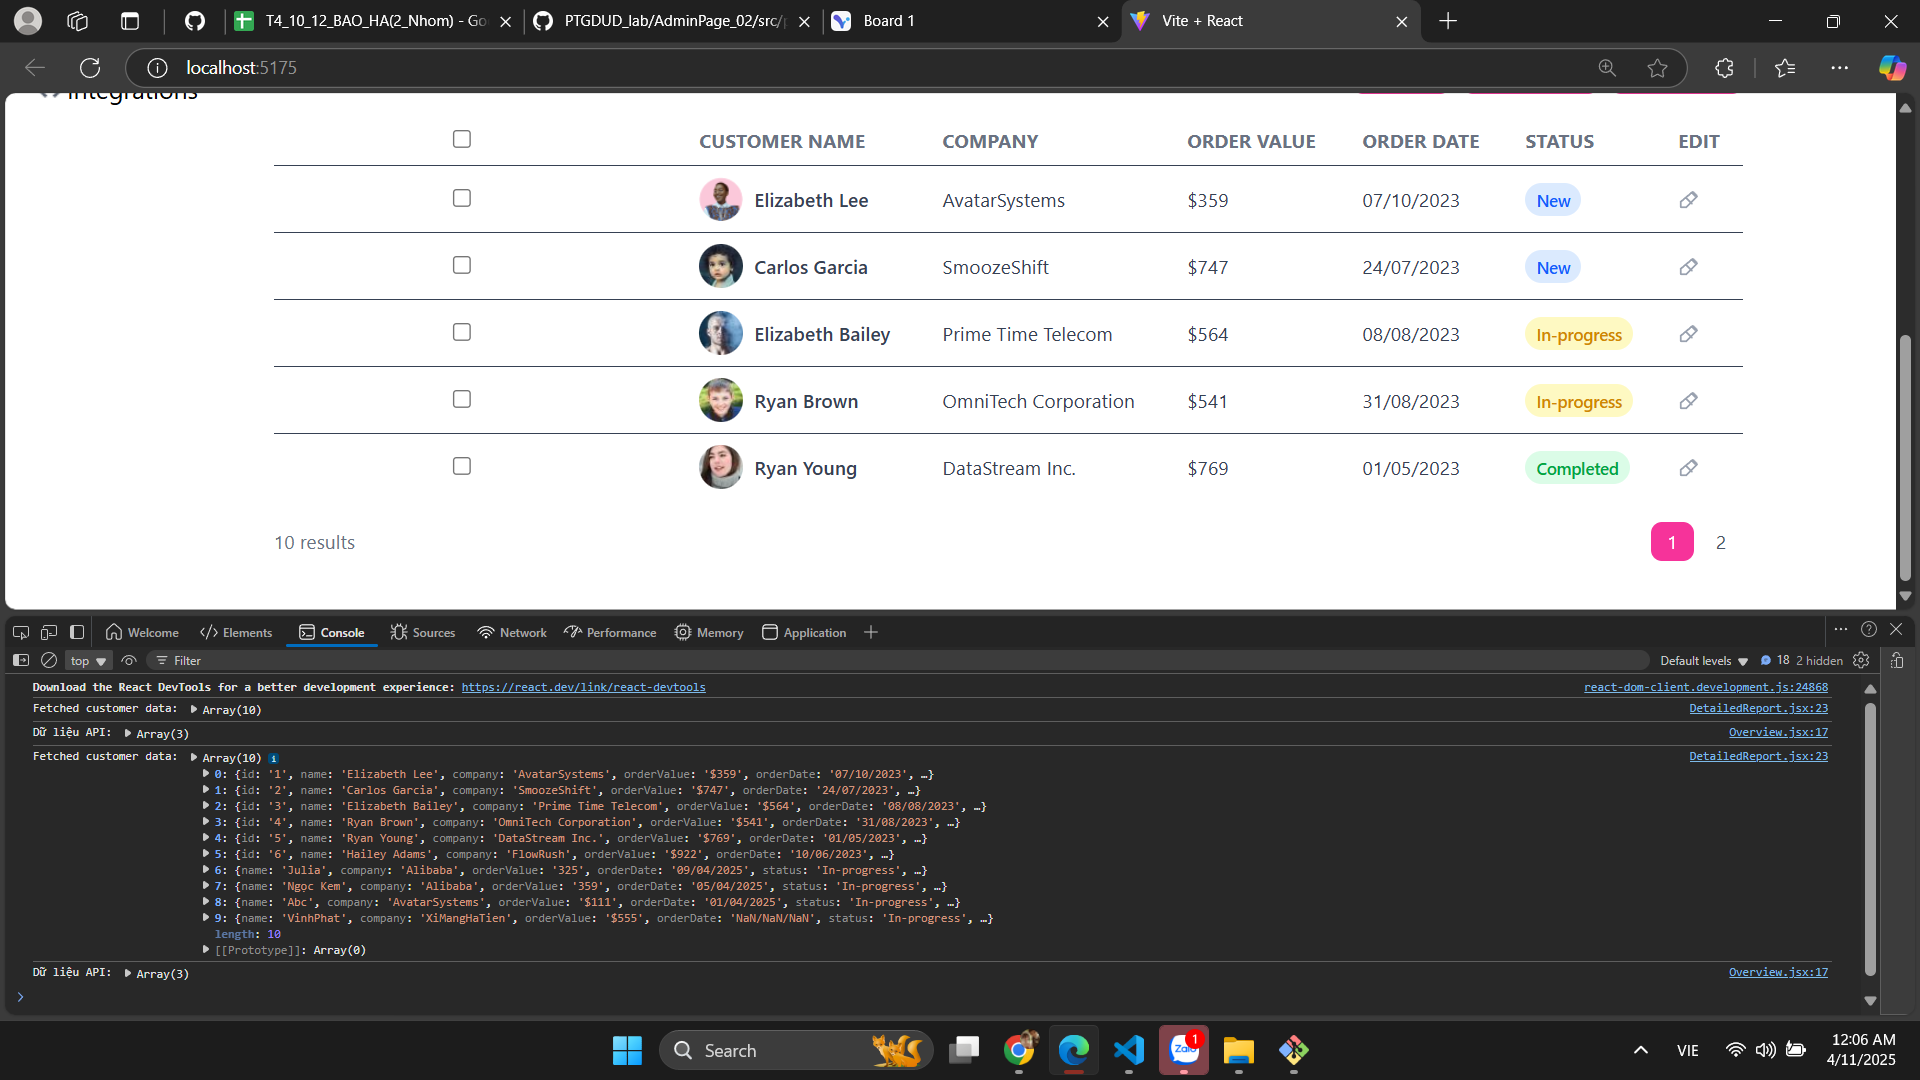 T4_10_12_BAO_HA(2_Nhom) - Go
PTGDUD_lab/AdminPage_02/src/p
Board 1
Vite + React
localhost:5175
Integrations
CUSTOMER NAME COMPANY ORDER VALUE ORDER DATE STATUS EDIT
Elizabeth Lee AvatarSystems $359 07/10/2023 New
Carlos Garcia SmoozeShift $747 24/07/2023 New
Elizabeth Bailey Prime Time Telecom $564 08/08/2023 In-progress
Ryan Brown OmniTech Corporation $541 31/08/2023 In-progress
Ryan Young DataStream Inc. $769 01/05/2023 Completed
10 results 1 2
Welcome Elements Console Sources Network Performance Memory Application
top Filter Default levels 18 2 hidden
Download the React DevTools for a better development experience: https://react.dev/link/react-devtools react-dom-client.development.js:24868
Fetched customer data: Array(10) DetailedReport.jsx:23
Dữ liệu API: Array(3) Overview.jsx:17
Fetched customer data: Array(10) i DetailedReport.jsx:23
0: {id: '1', name: 'Elizabeth Lee', company: 'AvatarSystems', orderValue: '$359', orderDate: '07/10/2023', …}
1: {id: '2', name: 'Carlos Garcia', company: 'SmoozeShift', orderValue: '$747', orderDate: '24/07/2023', …}
2: {id: '3', name: 'Elizabeth Bailey', company: 'Prime Time Telecom', orderValue: '$564', orderDate: '08/08/2023', …}
3: {id: '4', name: 'Ryan Brown', company: 'OmniTech Corporation', orderValue: '$541', orderDate: '31/08/2023', …}
4: {id: '5', name: 'Ryan Young', company: 'DataStream Inc.', orderValue: '$769', orderDate: '01/05/2023', …}
5: {id: '6', name: 'Hailey Adams', company: 'FlowRush', orderValue: '$922', orderDate: '10/06/2023', …}
6: {name: 'Julia', company: 'Alibaba', orderValue: '325', orderDate: '09/04/2025', status: 'In-progress', …}
7: {name: 'Ngọc Kem', company: 'Alibaba', orderValue: '359', orderDate: '05/04/2025', status: 'In-progress', …}
8: {name: 'Abc', company: 'AvatarSystems', orderValue: '$111', orderDate: '01/04/2025', status: 'In-progress', …}
9: {name: 'VinhPhat', company: 'XiMangHaTien', orderValue: '$555', orderDate: 'NaN/NaN/NaN', status: 'In-progress', …}
length: 10
[[Prototype]]: Array(0)
Dữ liệu API: Array(3) Overview.jsx:17
Search
Zalo
1
VIE
12:06 AM
4/11/2025